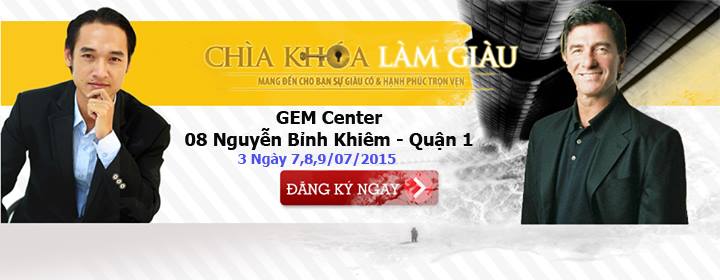 CHÌA KHÓA LÀM GIÀU
MANG ĐẾN CHO BẠN SỰ GIÀU CÓ & HẠNH PHÚC TRỌN VẸN
GEM Center
08 Nguyễn Bỉnh Khiêm - Quận 1
3 Ngày 7,8,9/07/2015
ĐĂNG KÝ NGAY